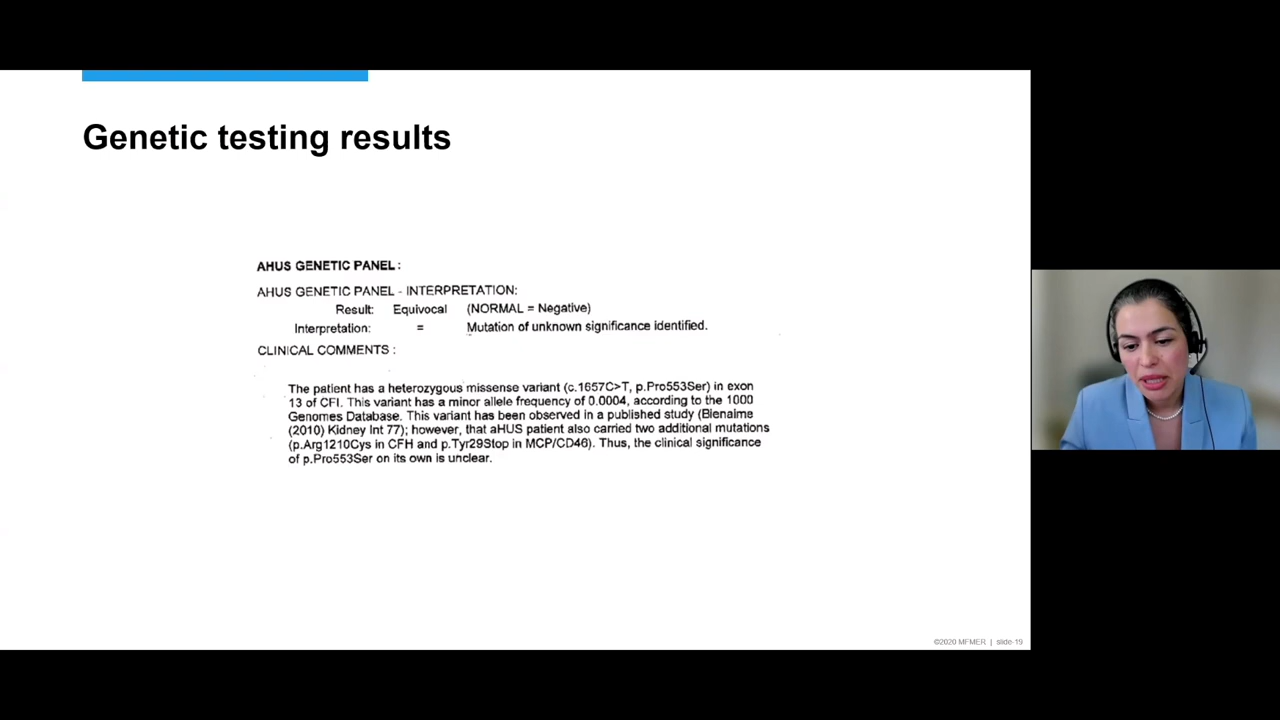 Genetic testing results
AHUS GENETIC PANEL :
AHUS GENETIC PANEL - INTERPRETATION:
Result: Equivocal (NORMAL = Negative)
Interpretation: = Mutation of unknown significance identified.
CLINICAL COMMENTS :
The patient has a heterozygous missense variant (c.1657C>T, p.Pro553Ser) in exon
13 of CFI. This variant has a minor allele frequency of 0.0004, according to the 1000
Genomes Database. This variant has been observed in a published study (Bienaime
(2010) Kidney Int 77); however, that aHUS patient also carried two additional mutations
(p.Arg1210Cys in CFH and p.Tyr29Stop in MCP/CD46). Thus, the clinical significance
of p.Pro553Ser on its own is unclear.
©2020 MFMER | slide-19